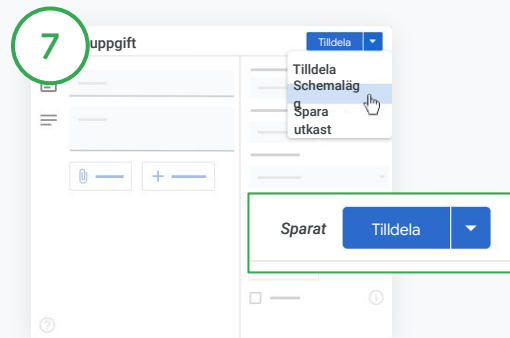 7
uppgift
Tilldela
Tilldela
Schemaläg
g
Spara
utkast
Sparat
Tilldela